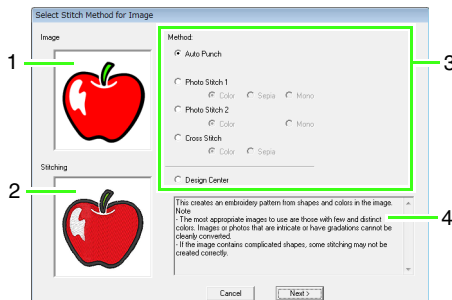 Select Stitch Method for Image
Image
Method:
1
Auto Punch
3
Photo Stitch 1
Color Sepia Mono
Photo Stitch 2
Color Mono
Cross Stitch
Color Sepia
Stitching
Design Center
2
This creates an embroidery pattern from shapes and colors in the image.
Note
- The most appropriate images to use are those with few and distinct
4
colors. Images or photos that are intricate or have gradations cannot be
cleanly converted.
- If the image contains complicated shapes, some stitching may not be
created correctly.
Cancel Next >